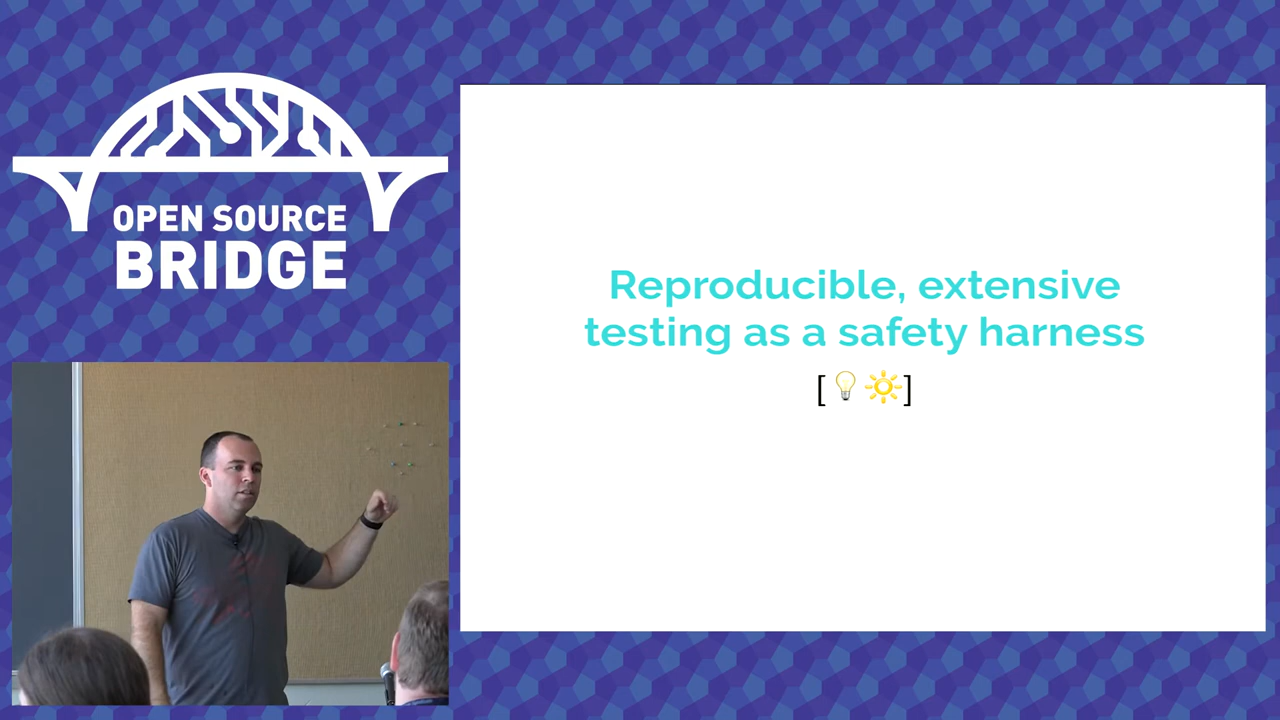 OPEN SOURCE
BRIDGE
Reproducible, extensive
testing as a safety harness
[💡🔆]